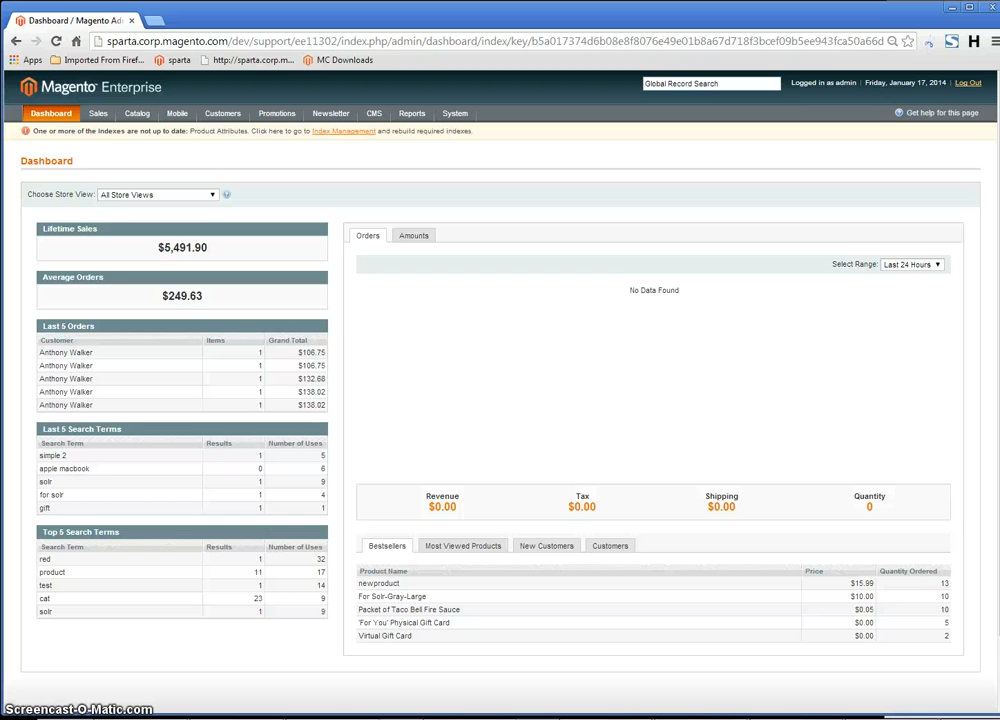 Dashboard / Magento Ad
sparta.corp.magento.com/dev/support/ee11302/index.php/admin/dashboard/index/key/b5a017374d6b08e8f8076e49e01b8a67d718f3bcef09b5ee943fca50a66d
Apps Imported From Firef... sparta http://sparta.corp.m... MC Downloads
Magento Enterprise
Global Record Search
Logged in as admin | Friday, January 17, 2014 | Log Out
Dashboard Sales Catalog Mobile Customers Promotions Newsletter CMS Reports System
Get help for this page
One or more of the Indexes are not up to date: Product Attributes. Click here to go to Index Management and rebuild required indexes.
Dashboard
Choose Store View: All Store Views
Lifetime Sales
$5,491.90
Average Orders
$249.63
Last 5 Orders
Customer Items Grand Total
Anthony Walker 1 $106.75
Anthony Walker 1 $106.75
Anthony Walker 1 $132.68
Anthony Walker 1 $138.02
Anthony Walker 1 $138.02
Last 5 Search Terms
Search Term Results Number of Uses
simple 2 1 5
apple macbook 0 6
solr 1 9
for solr 1 4
gift 1 1
Top 5 Search Terms
Search Term Results Number of Uses
red 1 32
product 11 17
test 1 14
cat 23 9
solr 1 9
Orders Amounts
Select Range: Last 24 Hours
No Data Found
Revenue Tax Shipping Quantity
$0.00 $0.00 $0.00 0
Bestsellers Most Viewed Products New Customers Customers
Product Name Price Quantity Ordered
newproduct $15.99 13
For Solr-Gray-Large $10.00 10
Packet of Taco Bell Fire Sauce $0.05 10
'For You' Physical Gift Card $0.00 5
Virtual Gift Card $0.00 2
Screencast-O-Matic.com